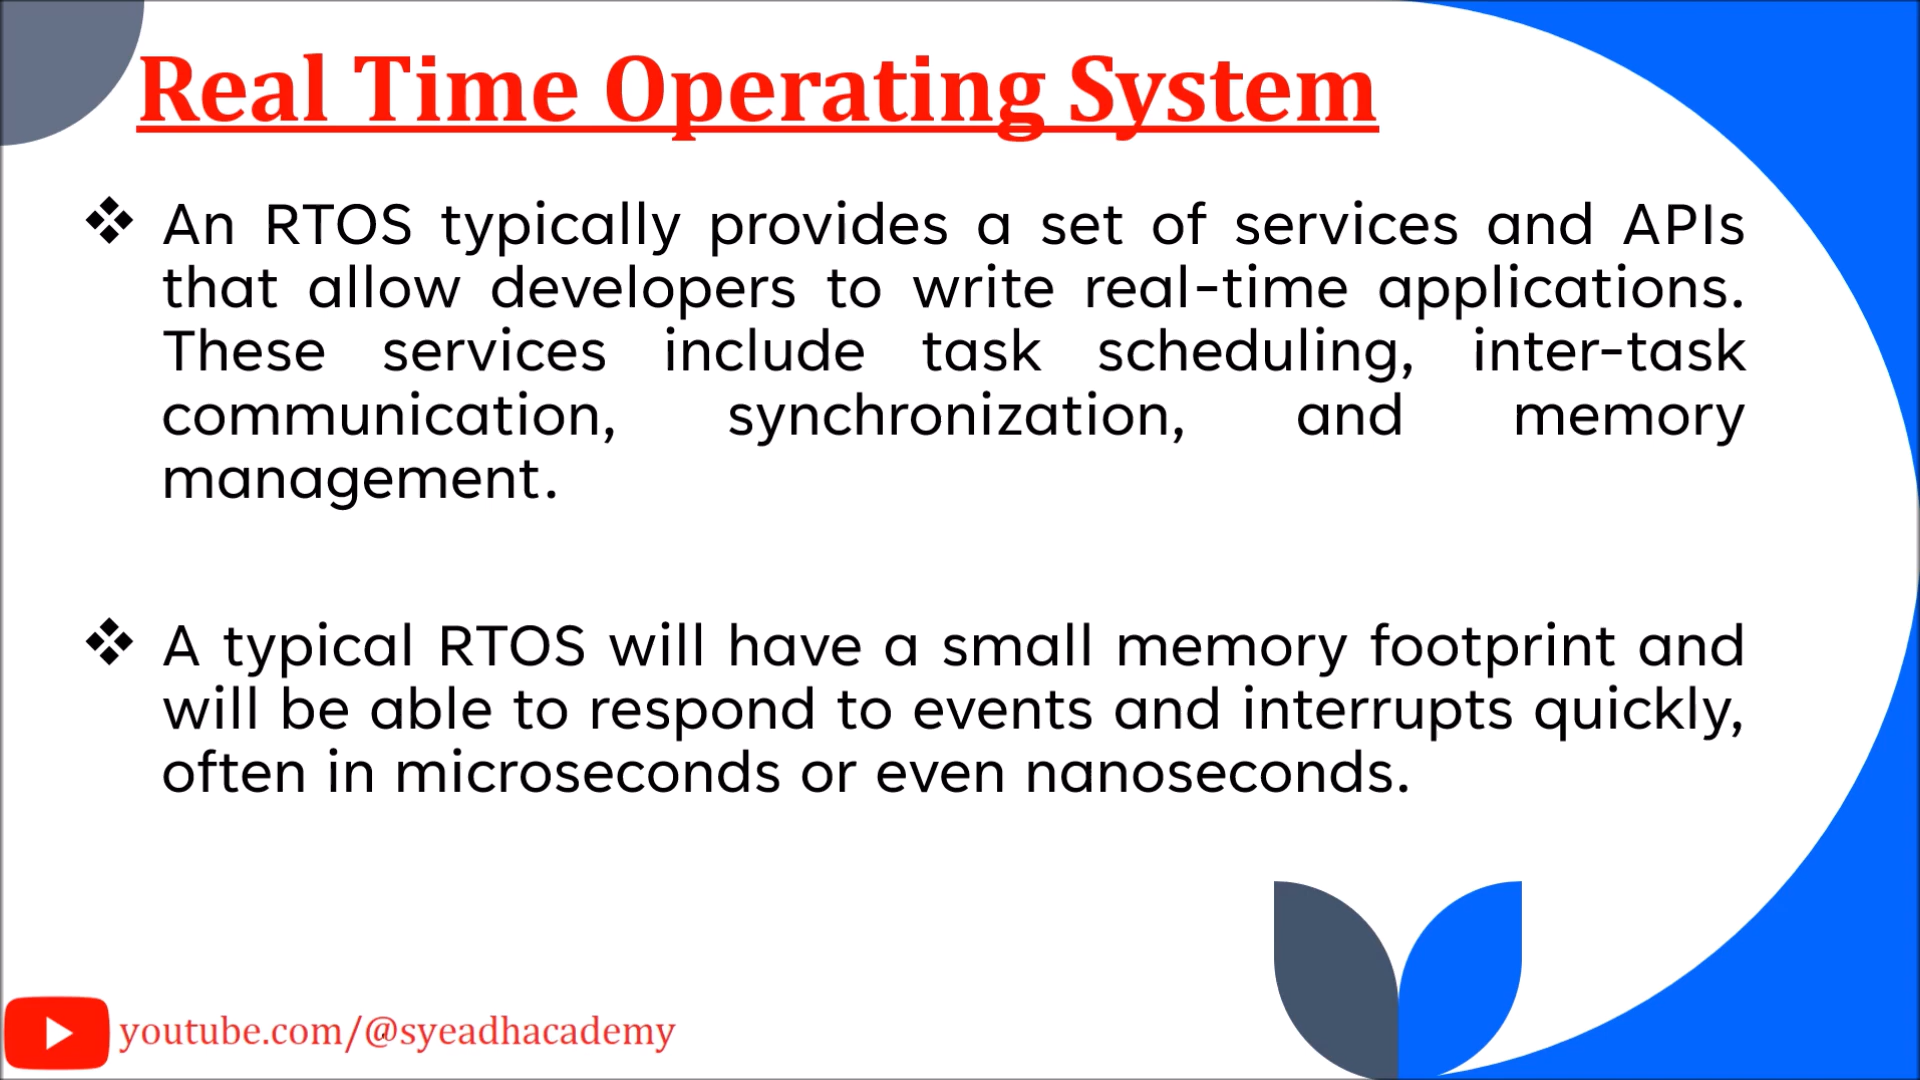 Real Time Operating System
❖ An RTOS typically provides a set of services and APIs
that allow developers to write real-time applications.
These services include task scheduling, inter-task
communication, synchronization, and memory
management.
❖ A typical RTOS will have a small memory footprint and
will be able to respond to events and interrupts quickly,
often in microseconds or even nanoseconds.
youtube.com/@syeadhacademy